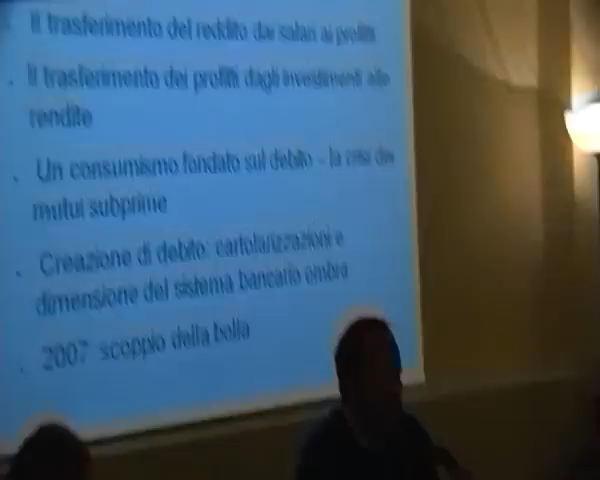 Il trasferimento del reddito dai salari ai profitti
. Il trasferimento dei profitti dagli investimenti alle
rendite
. Un consumismo fondato sul debito - la crisi dei
mutui subprime
. Creazione di debito: cartolarizzazioni e
dimensione del sistema bancario ombra
. 2007 scoppio della bolla